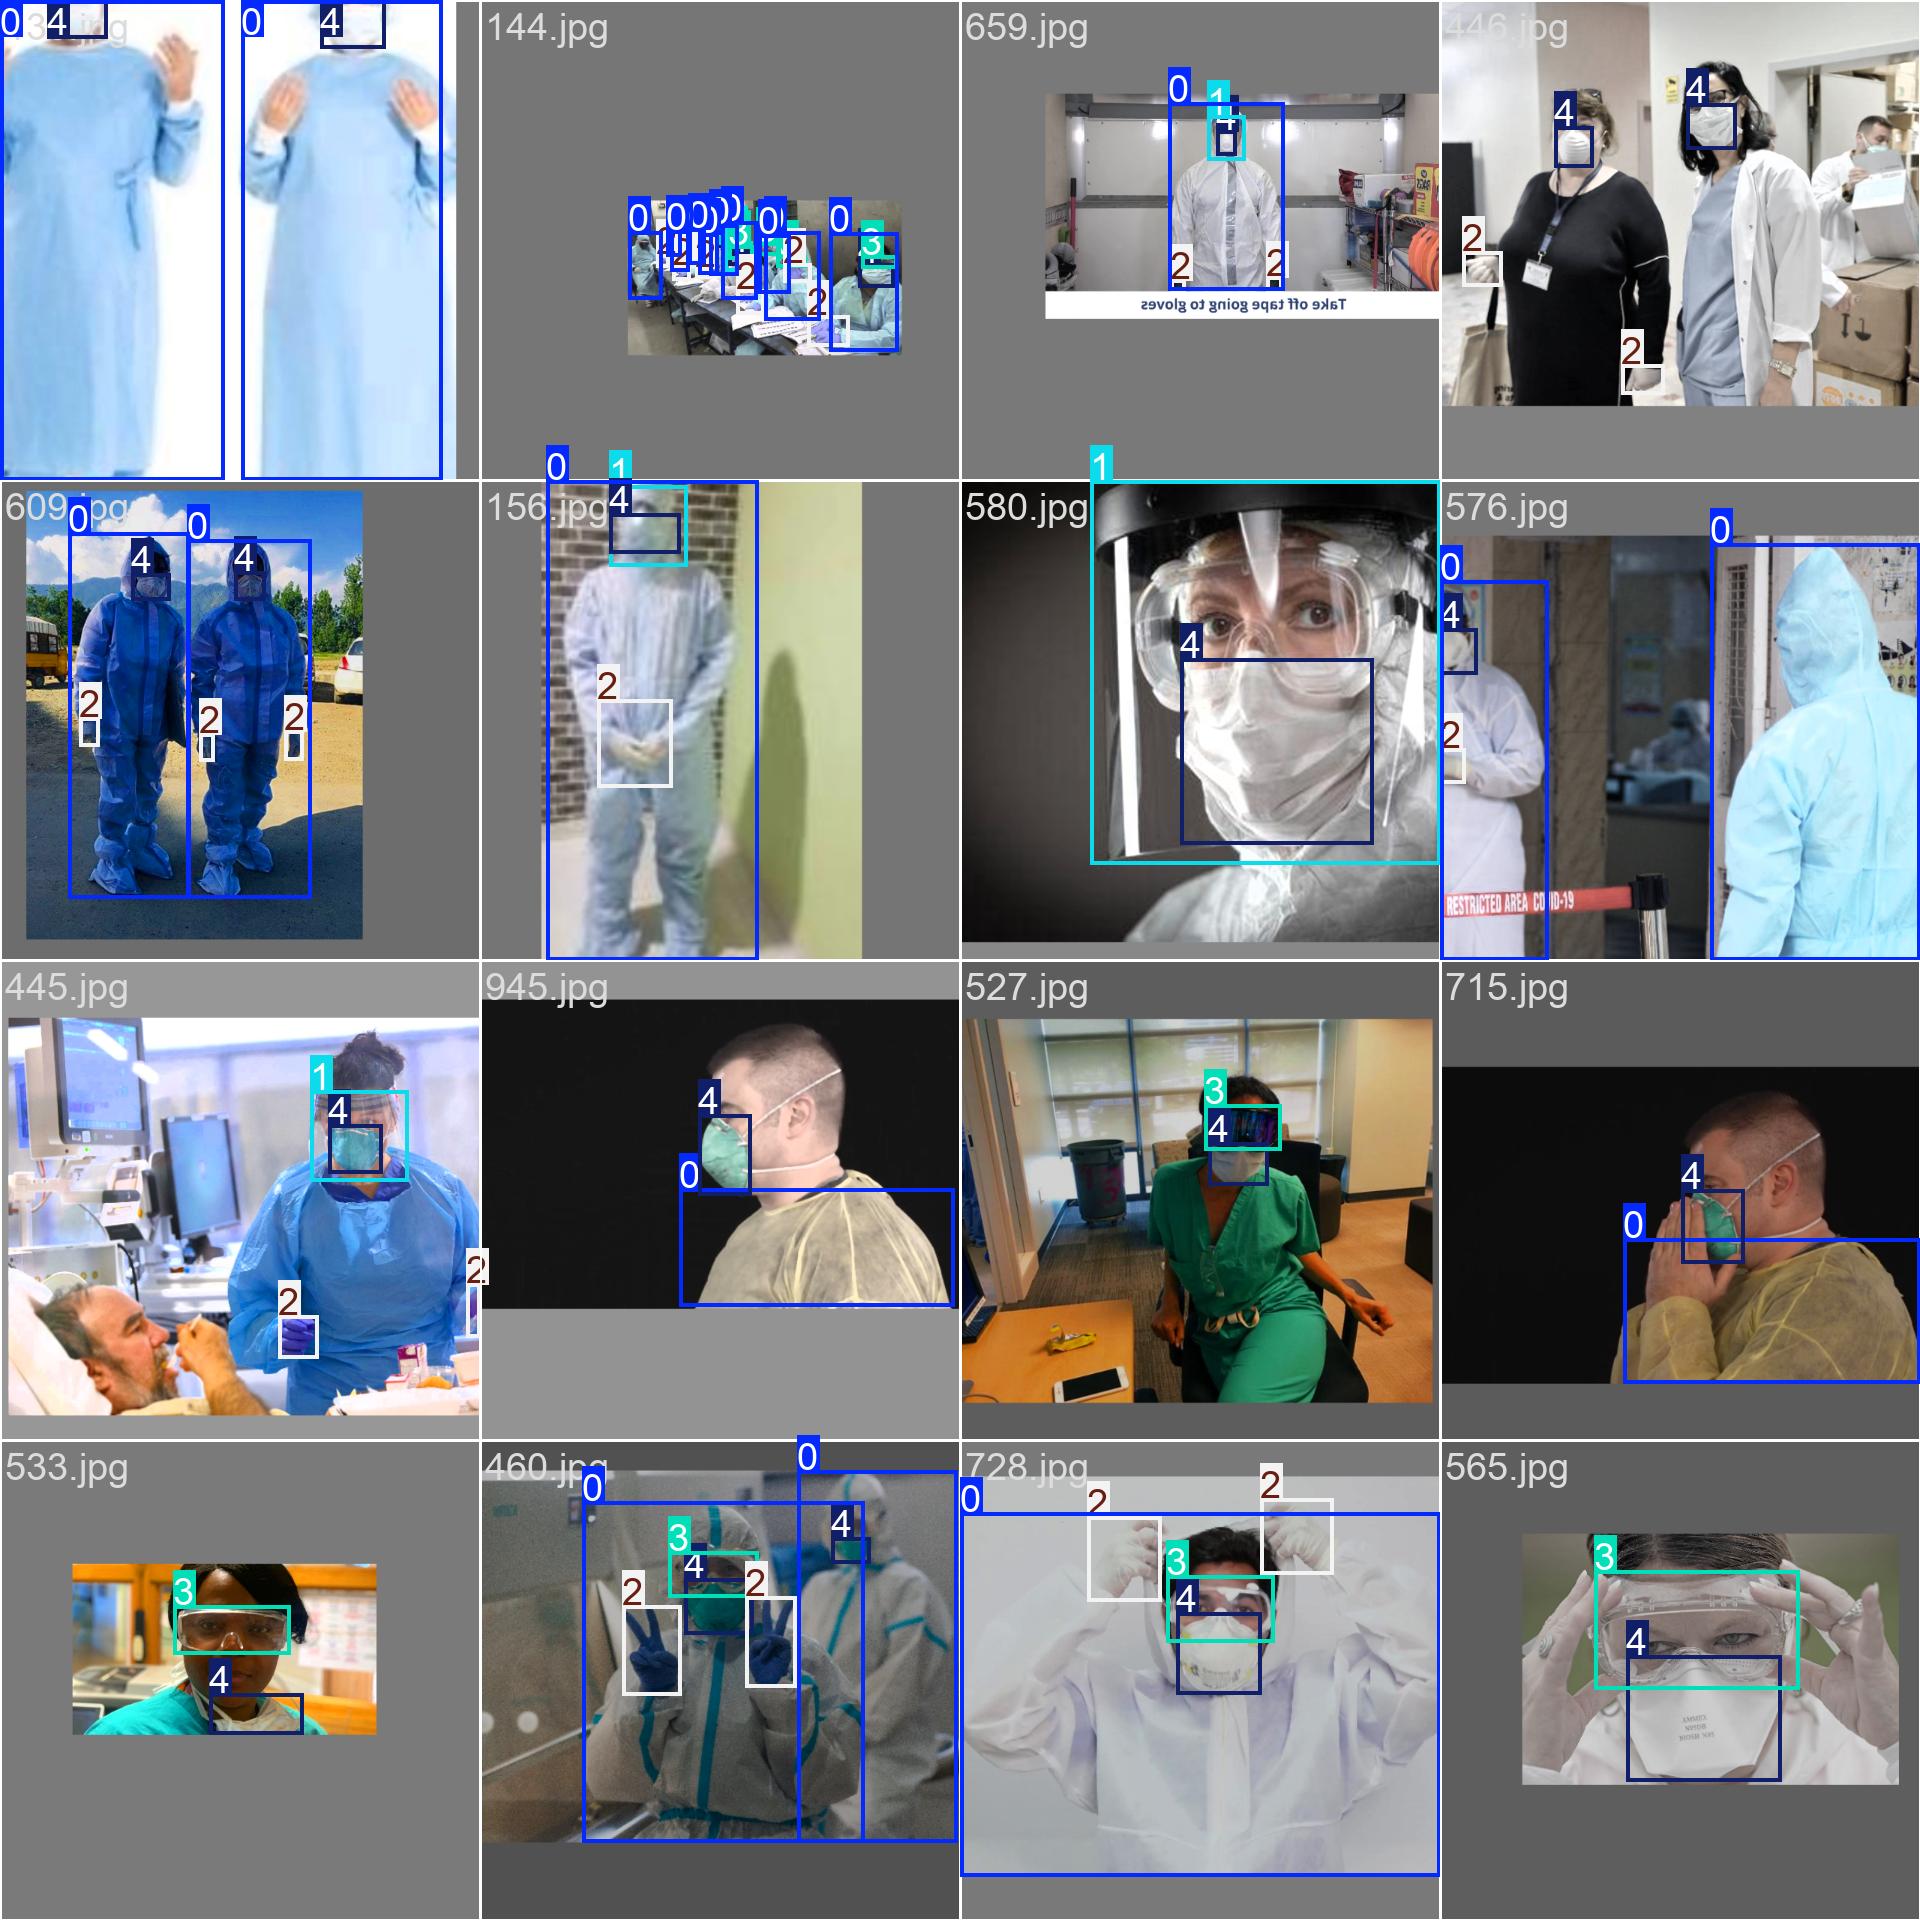 0 4 0 4
144.jpg
0 0 0 0 0 0 0 3 2 2 2 3 2
659.jpg
0 1 4 2 2
Take off tape going to gloves
446.jpg
4 4 2 2
609.jpg
0 0 4 4 2 2 2
156.jpg
0 1 4 2
580.jpg
1 4
576.jpg
0 0 4 2
RESTRICTED AREA COVID-19
445.jpg
1 4 2 2
945.jpg
4 0
527.jpg
3 4
715.jpg
4 0
533.jpg
3 4
460.jpg
0 0 3 4 4 2 2
728.jpg
0 2 2 3 4
565.jpg
3 4